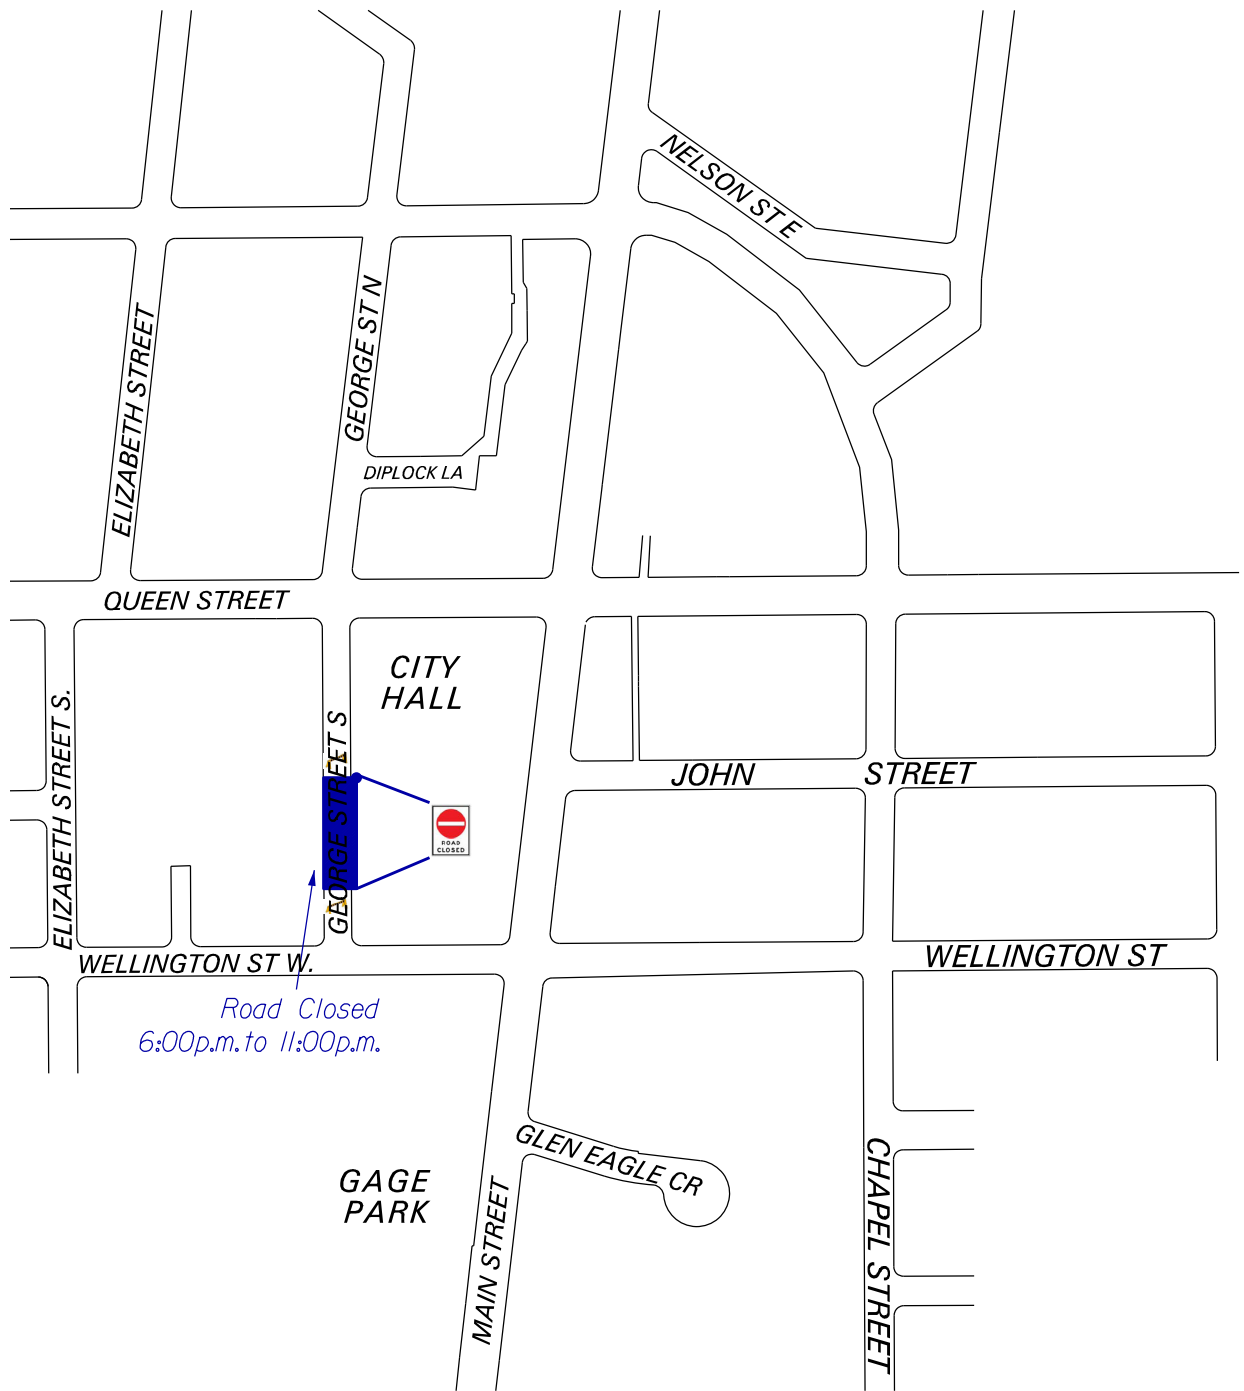 NELSON ST E
ELIZABETH STREET
GEORGE ST N
DIPLOCK LA
QUEEN STREET
CITY
HALL
ELIZABETH STREET S.
GEORGE STREET S
JOHN STREET
ROAD
CLOSED
WELLINGTON ST W.
WELLINGTON ST
Road Closed
6:00p.m. to 11:00p.m.
GLEN EAGLE CR
GAGE
PARK
MAIN STREET
CHAPEL STREET